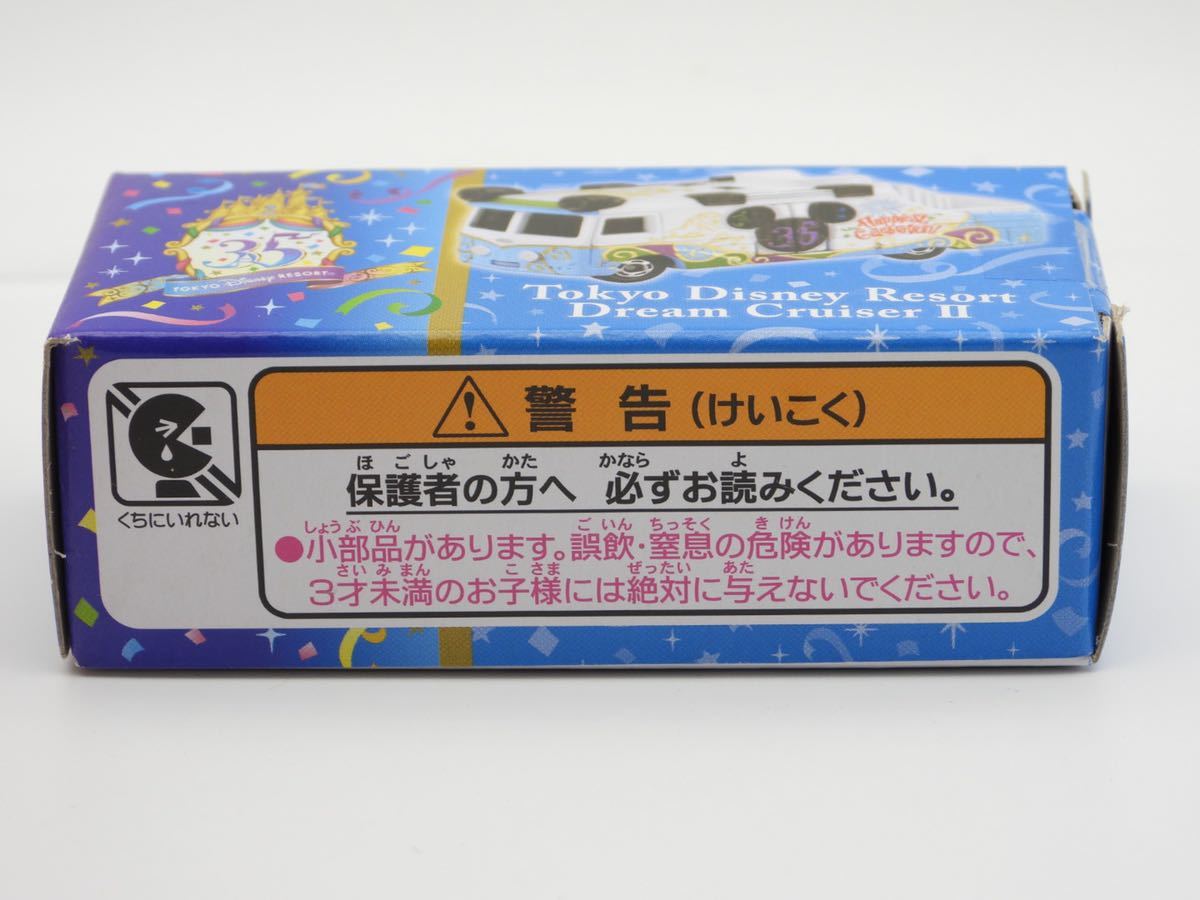 35
TOKYO Disney RESORT
35
Happiest Celebration!
Tokyo Disney Resort
Dream Cruiser II
警告(けいこく)
くちにいれない
ほごしゃ かた かなら よ
保護者の方へ 必ずお読みください。
しょうぶひん ごいん ちっそく きけん
●小部品があります。誤飲・窒息の危険がありますので、
さいみまん こさま ぜったい あた
3才未満のお子様には絶対に与えないでください。